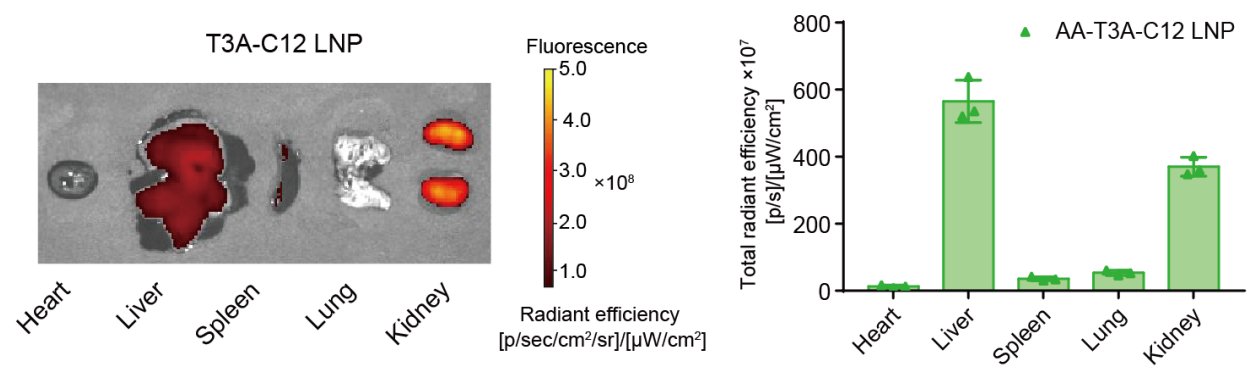 T3A-C12 LNP
Heart
Liver
Spleen
Lung
Kidney
Fluorescence
5.0
4.0
3.0
×10⁸
2.0
1.0
Radiant efficiency
[p/sec/cm²/sr]/[µW/cm²]
Total radiant efficiency ×10⁷
[p/s]/[µW/cm²]
800
600
400
200
0
AA-T3A-C12 LNP
Heart
Liver
Spleen
Lung
Kidney